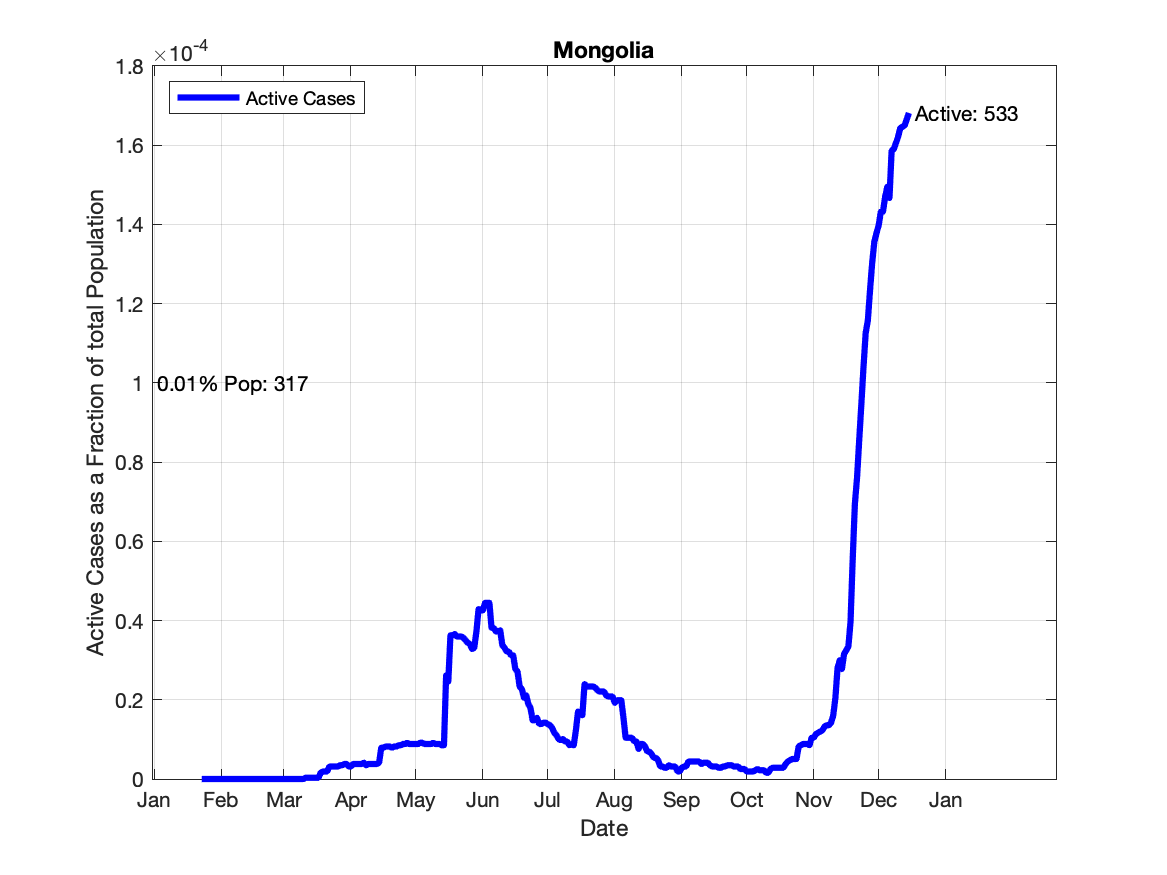 Mongolia
×10⁻⁴
1.8
1.6
1.4
1.2
1
0.8
0.6
0.4
0.2
0
Active Cases as a Fraction of total Population
Active Cases
Active: 533
0.01% Pop: 317
Jan Feb Mar Apr May Jun Jul Aug Sep Oct Nov Dec Jan
Date